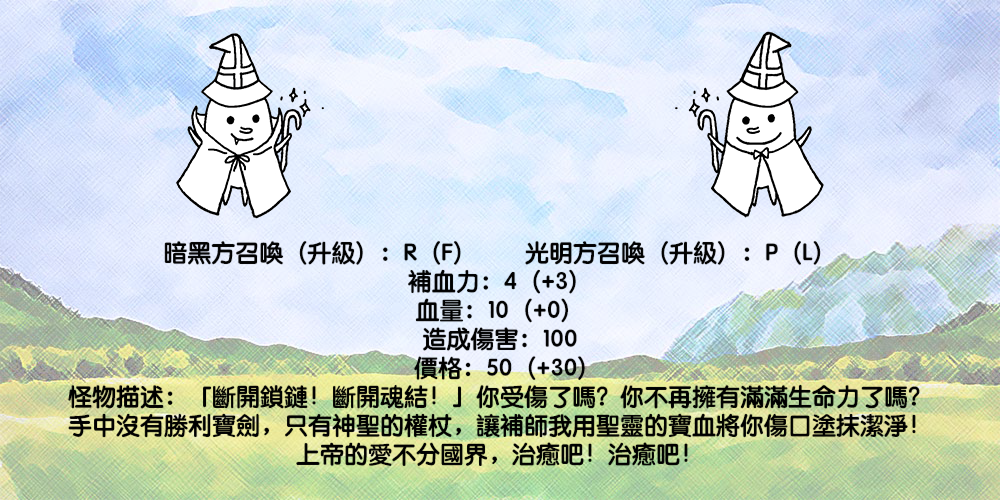 暗黑方召喚（升級）：R（F）　　光明方召喚（升級）：P（L）
補血力：4（+3）
血量：10（+0）
造成傷害：100
價格：50（+30）
怪物描述：「斷開鎖鏈！斷開魂結！」你受傷了嗎？你不再擁有滿滿生命力了嗎？
手中沒有勝利寶劍，只有神聖的權杖，讓補師我用聖靈的寶血將你傷口塗抹潔淨！
上帝的愛不分國界，治癒吧！治癒吧！